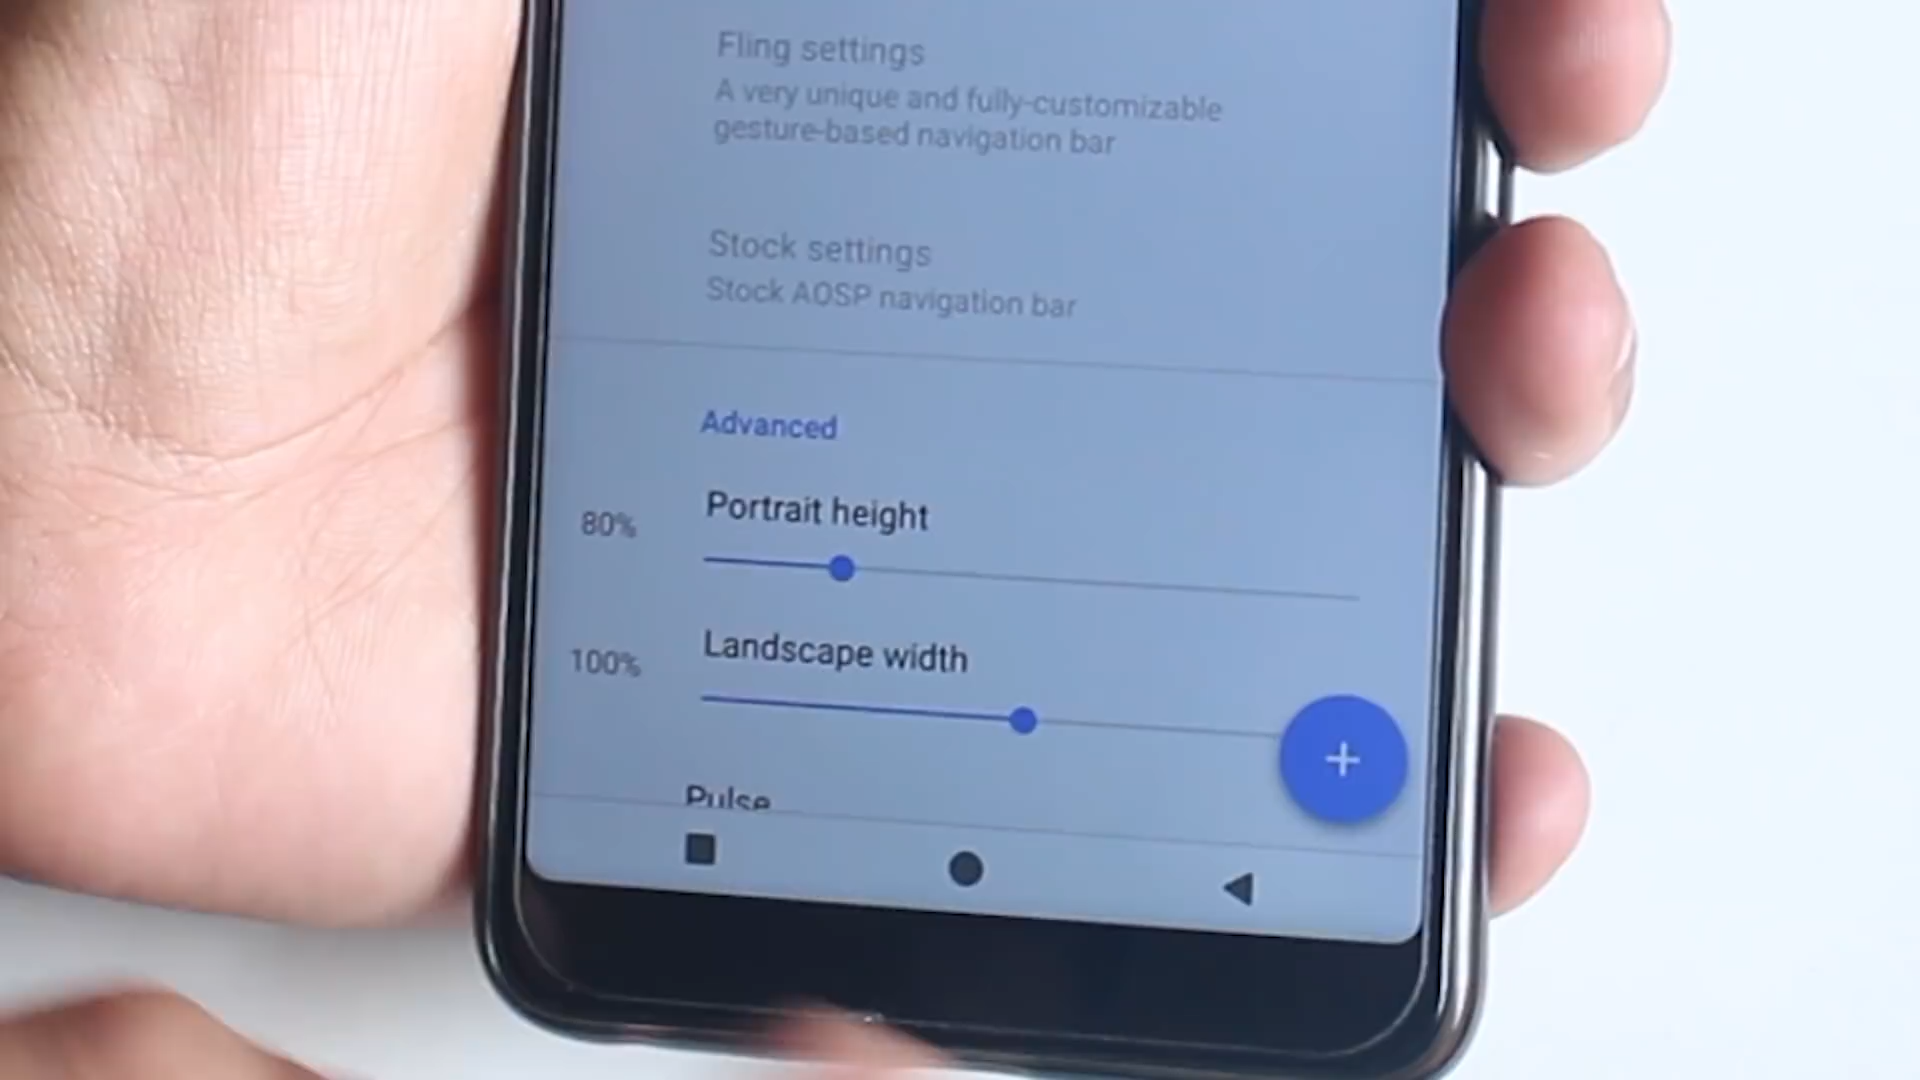 Fling settings
A very unique and fully-customizable
gesture-based navigation bar
Stock settings
Stock AOSP navigation bar
Advanced
Portrait height
80%
Landscape width
100%
Pulse